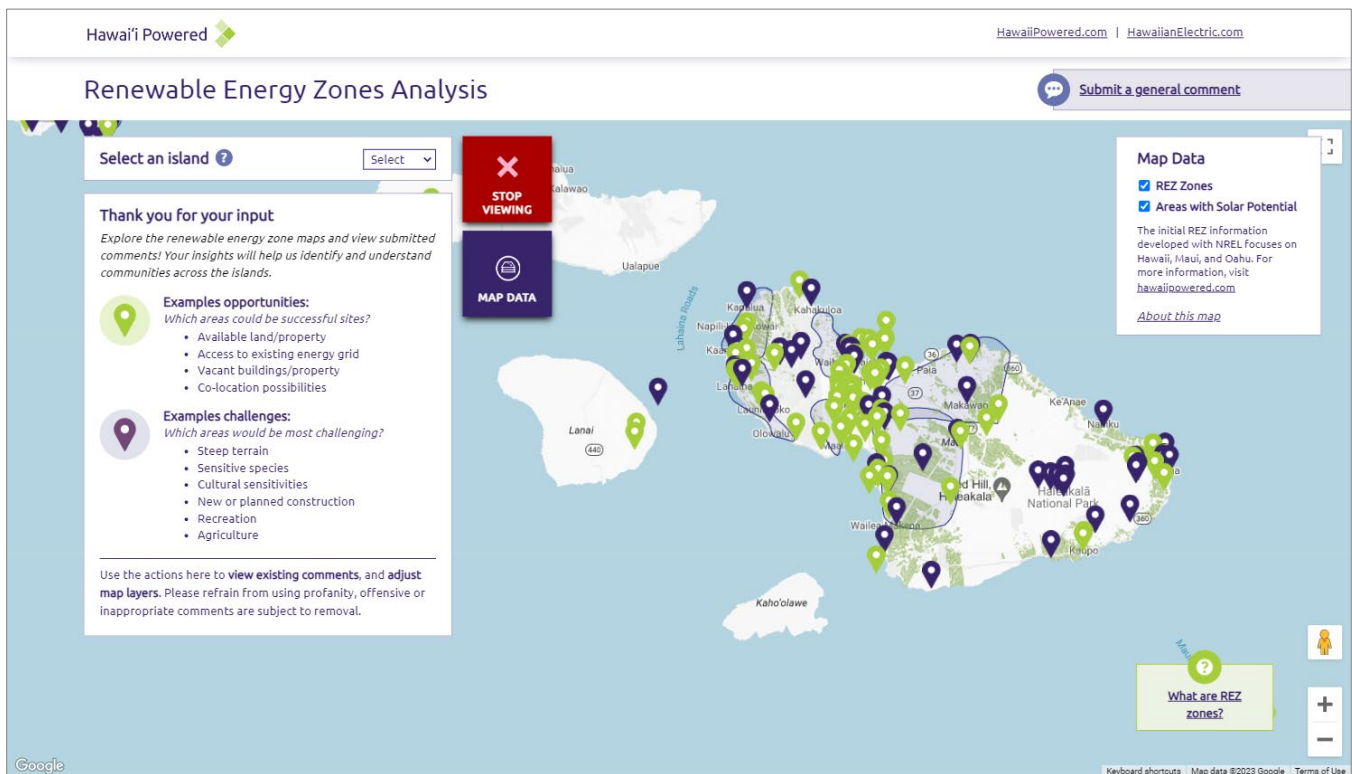 Hawai‘i Powered
HawaiiPowered.com | HawaiianElectric.com
Renewable Energy Zones Analysis
Submit a general comment
Select an island ?
Select
Thank you for your input
Explore the renewable energy zone maps and view submitted
comments! Your insights will help us identify and understand
communities across the islands.
Examples opportunities:
Which areas could be successful sites?
• Available land/property
• Access to existing energy grid
• Vacant buildings/property
• Co-location possibilities
Examples challenges:
Which areas would be most challenging?
• Steep terrain
• Sensitive species
• Cultural sensitivities
• New or planned construction
• Recreation
• Agriculture
Use the actions here to view existing comments, and adjust
map layers. Please refrain from using profanity, offensive or
inappropriate comments are subject to removal.
STOP
VIEWING
MAP DATA
Map Data
REZ Zones
Areas with Solar Potential
The initial REZ information
developed with NREL focuses on
Hawaii, Maui, and Oahu. For
more information, visit
hawaiipowered.com
About this map
Ualapue
Lahaina Roads
Kahakuloa
36
Paia
360
37
Makawao
Ke'Anae
Lanai
440
Olowalu
Haleakalā
National Park
360
Kaupo
Kaho'olawe
?
What are REZ
zones?
+
−
Google
Keyboard shortcuts
Map data ©2023 Google
Terms of Use